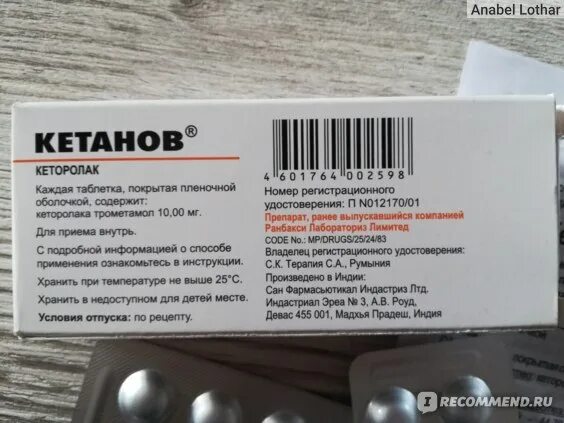 Anabel Lothar
КЕТАНОВ®
КЕТОРОЛАК
Каждая таблетка, покрытая пленочной
оболочкой, содержит:
кеторолака трометамол 10,00 мг.
Для приема внутрь.
С подробной информацией о способе
применения ознакомьтесь в инструкции.
Хранить при температуре не выше 25°C.
Хранить в недоступном для детей месте.
Условия отпуска: по рецепту.
4 601764 002598
Номер регистрационного
удостоверения: П N012170/01
Препарат, ранее выпускавшийся компанией
Ранбакси Лабораториз Лимитед
CODE No.: MP/DRUGS/25/24/83
Владелец регистрационного удостоверения:
С.К. Терапия С.А., Румыния
Произведено в Индии:
Сан Фармасьютикал Индастриз Лтд.
Индастриал Эреа № 3, А.В. Роуд,
Девас 455 001, Мадхья Прадеш, Индия
I RECOMMEND.RU